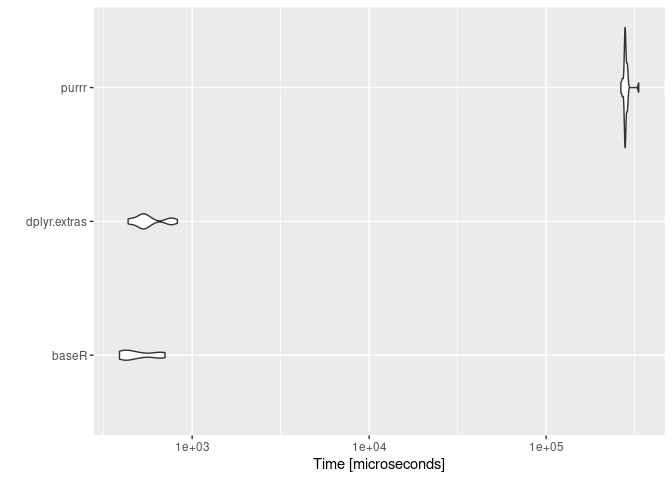 purrr
dplyr.extras
baseR
1e+03 1e+04 1e+05
Time [microseconds]